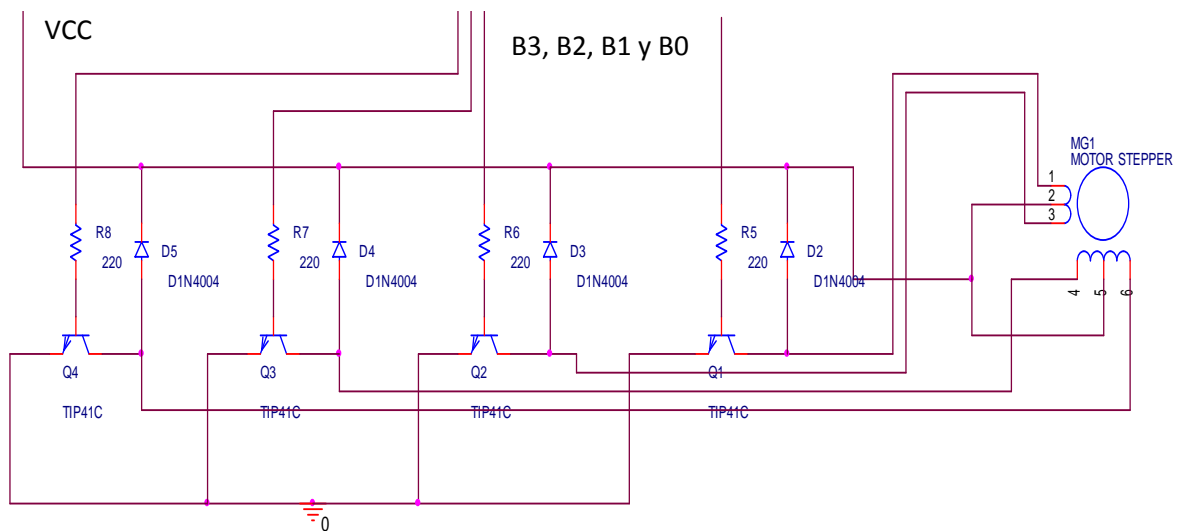 VCC
B3, B2, B1 y B0
MG1
MOTOR STEPPER
1
2
3
R8
220
D5
D1N4004
R7
220
D4
D1N4004
R6
220
D3
D1N4004
R5
220
D2
D1N4004
4
5
6
Q4
TIP41C
Q3
TIP41C
Q2
TIP41C
Q1
TIP41C
0